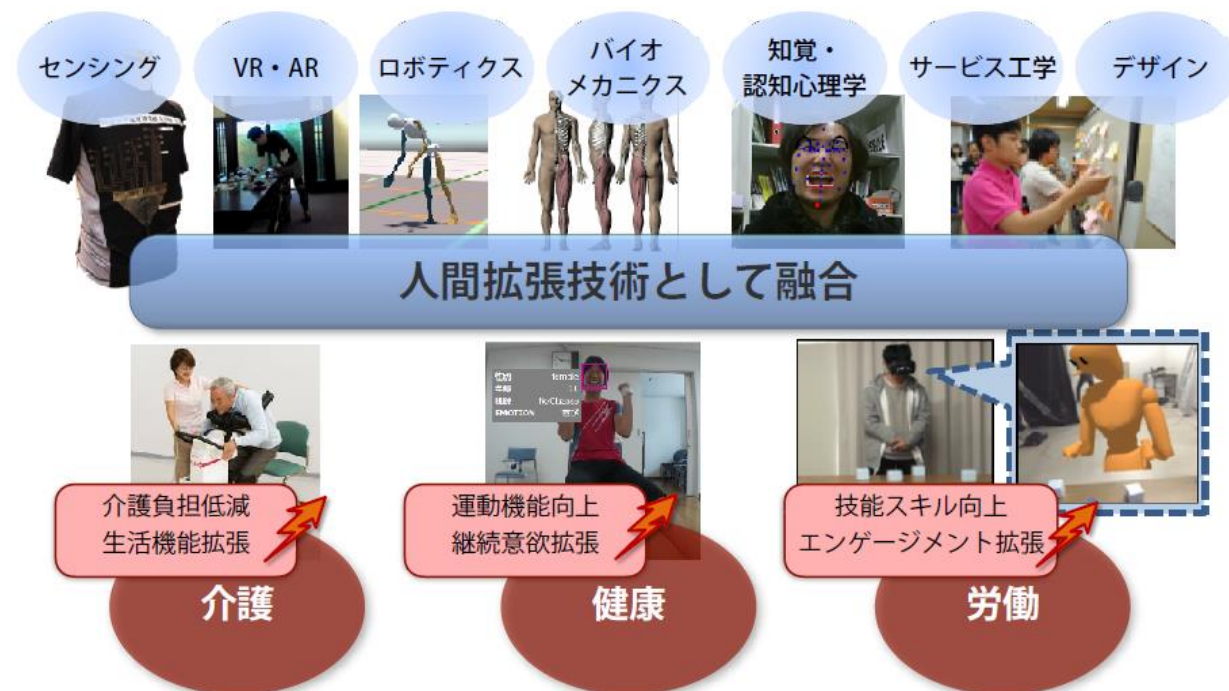 センシング
VR・AR
ロボティクス
バイオ
メカニクス
知覚・
認知心理学
サービス工学
デザイン
人間拡張技術として融合
性別 female
EMOTION
介護負担低減
生活機能拡張
介護
運動機能向上
継続意欲拡張
健康
技能スキル向上
エンゲージメント拡張
労働